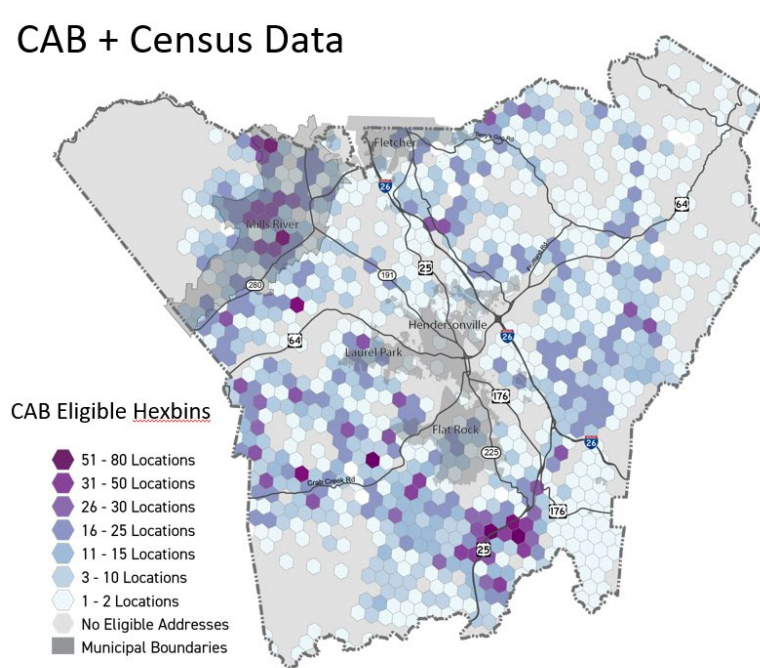 CAB + Census Data
Fletcher
26
64
Mills River
25
191
280
Hendersonville
26
64
Laurel Park
176
CAB Eligible Hexbins
Flat Rock
225
26
51 - 80 Locations
31 - 50 Locations
Crab Creek Rd
26 - 30 Locations
176
16 - 25 Locations
25
11 - 15 Locations
3 - 10 Locations
1 - 2 Locations
No Eligible Addresses
Municipal Boundaries